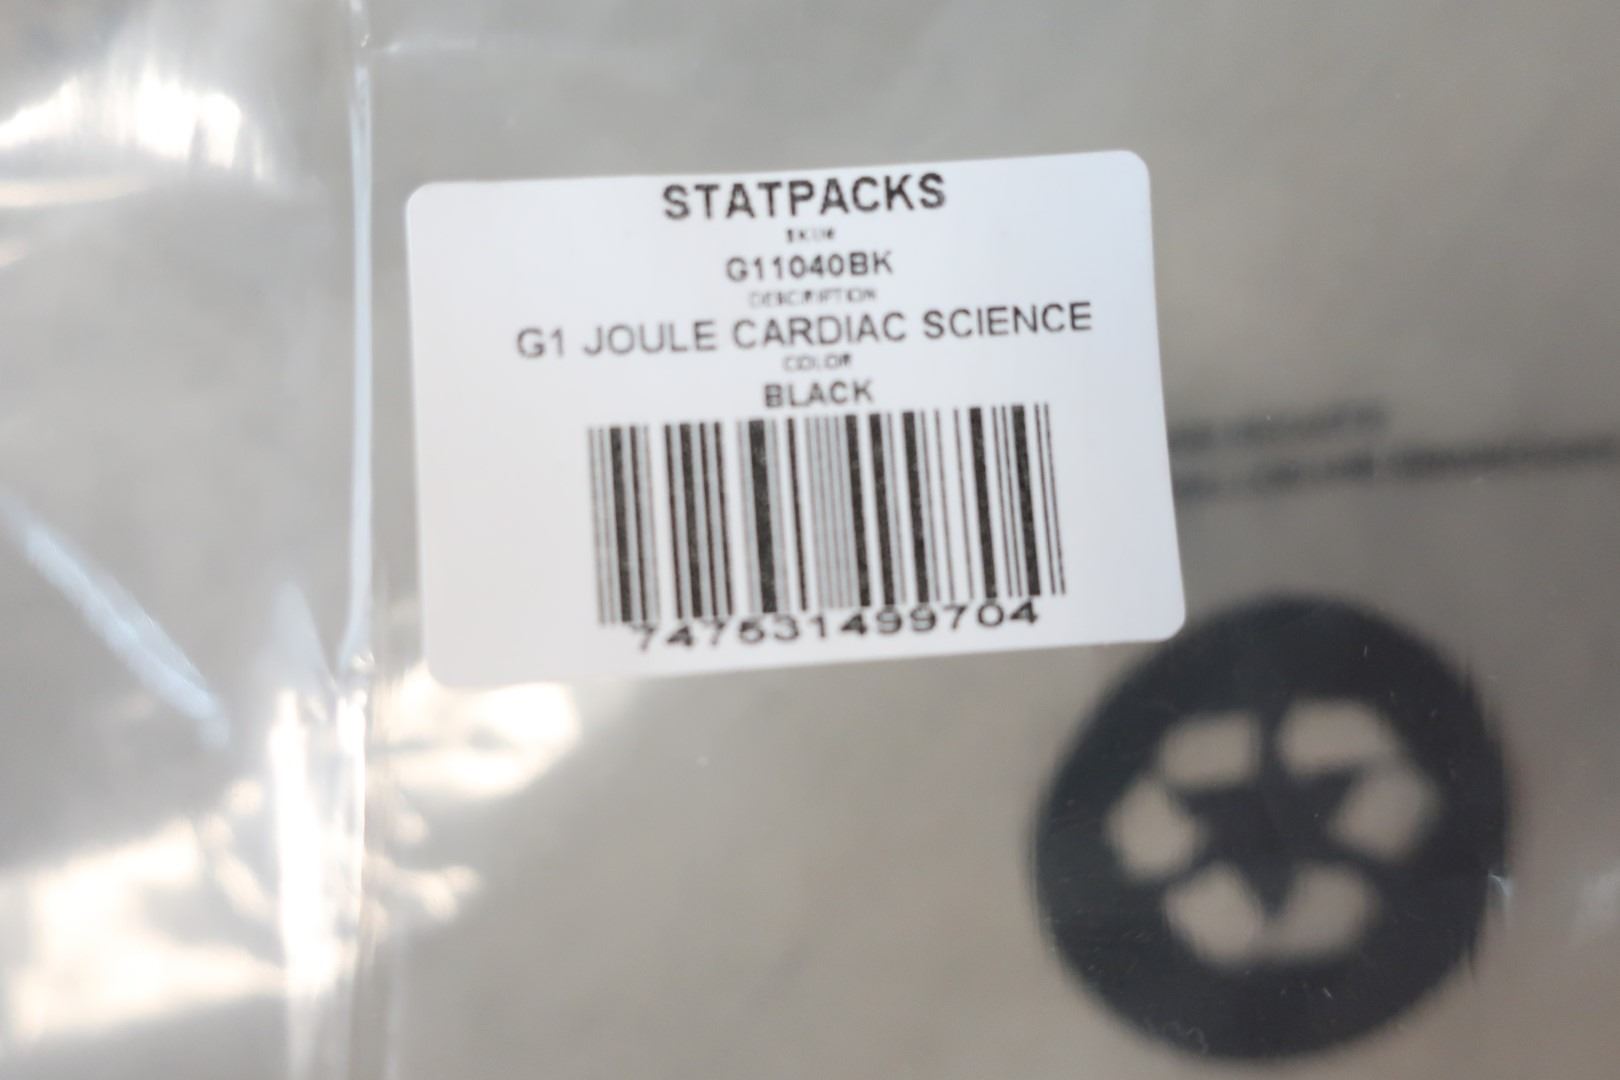 STATPACKS
SKU#
G11040BK
DESCRIPTION
G1 JOULE CARDIAC SCIENCE
COLOR
BLACK
747531499704